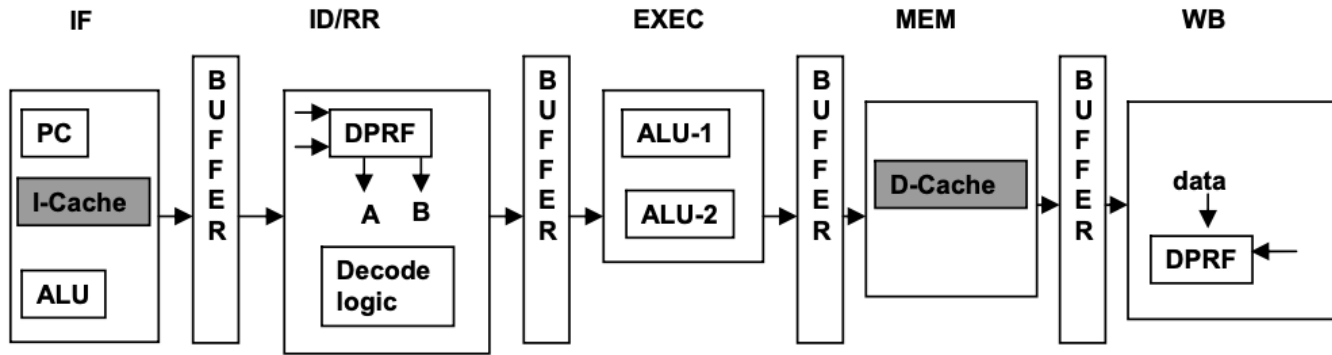 IF ID/RR EXEC MEM WB
BUFFER
BUFFER
BUFFER
BUFFER
PC
I-Cache
ALU
DPRF
A B
Decode
logic
ALU-1
ALU-2
D-Cache
data
DPRF